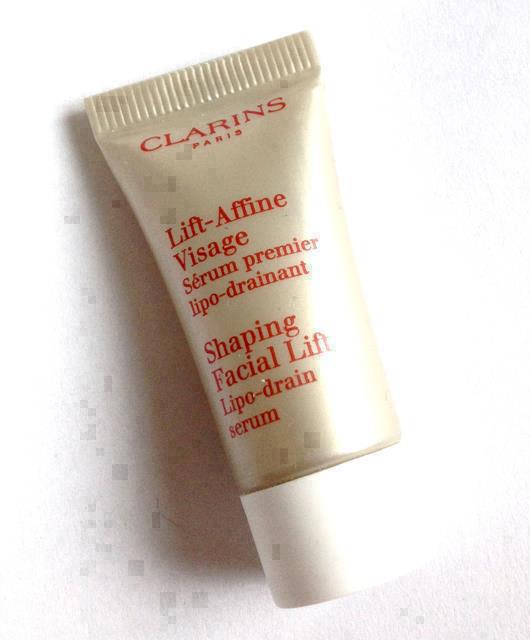 CLARINS
PARIS
Lift-Affine
Visage
Sérum premier
lipo-drainant
Shaping
Facial Lift
Lipo-drain
serum